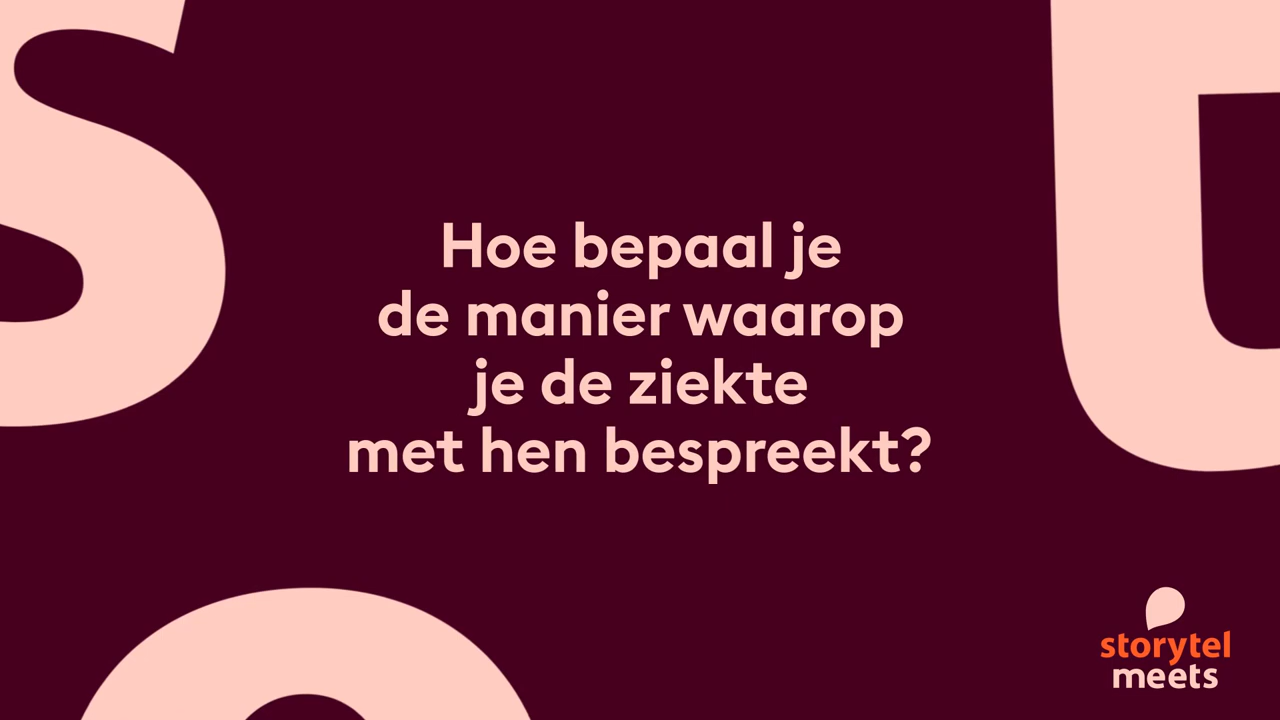 Hoe bepaal je
de manier waarop
je de ziekte
met hen bespreekt?
storytel
meets